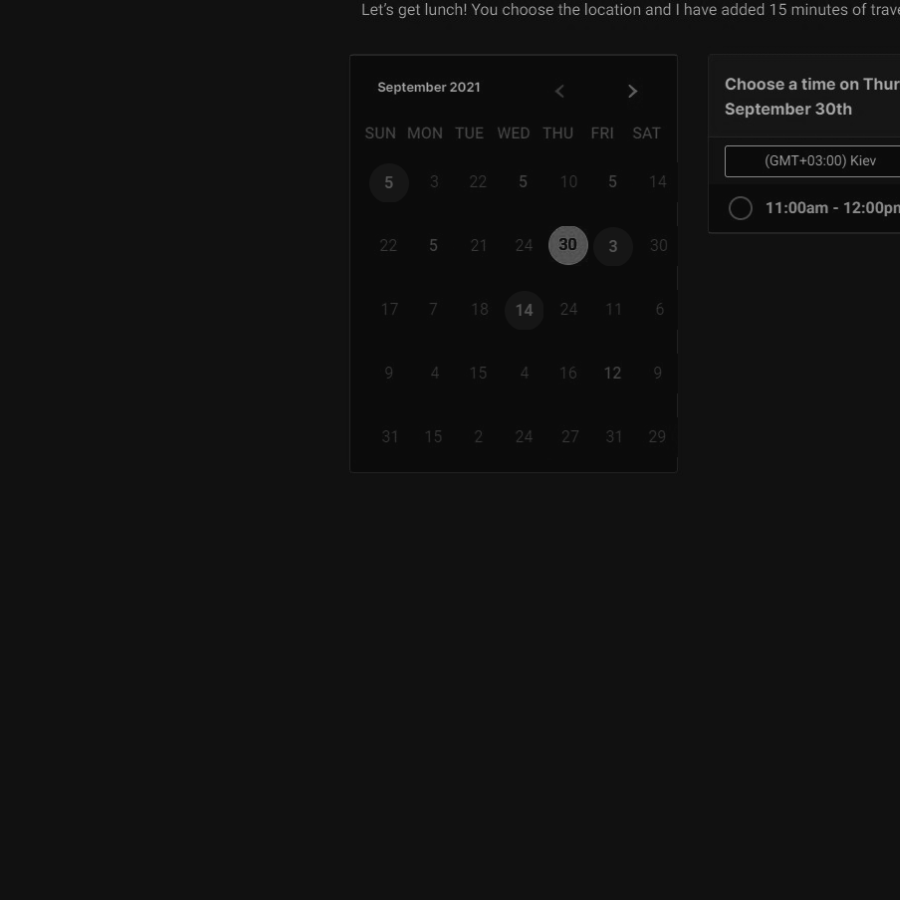 Let's get lunch! You choose the location and I have added 15 minutes of
September 2021
SUN MON TUE WED THU FRI SAT
5 3 22 5 10 5 14
22 5 21 24 30 3 30
17 7 18 14 24 11 6
9 4 15 4 16 12 9
31 15 2 24 27 31 29
Choose a time on
September 30th
(GMT+03:00) Kiev
11:00am - 12:00p